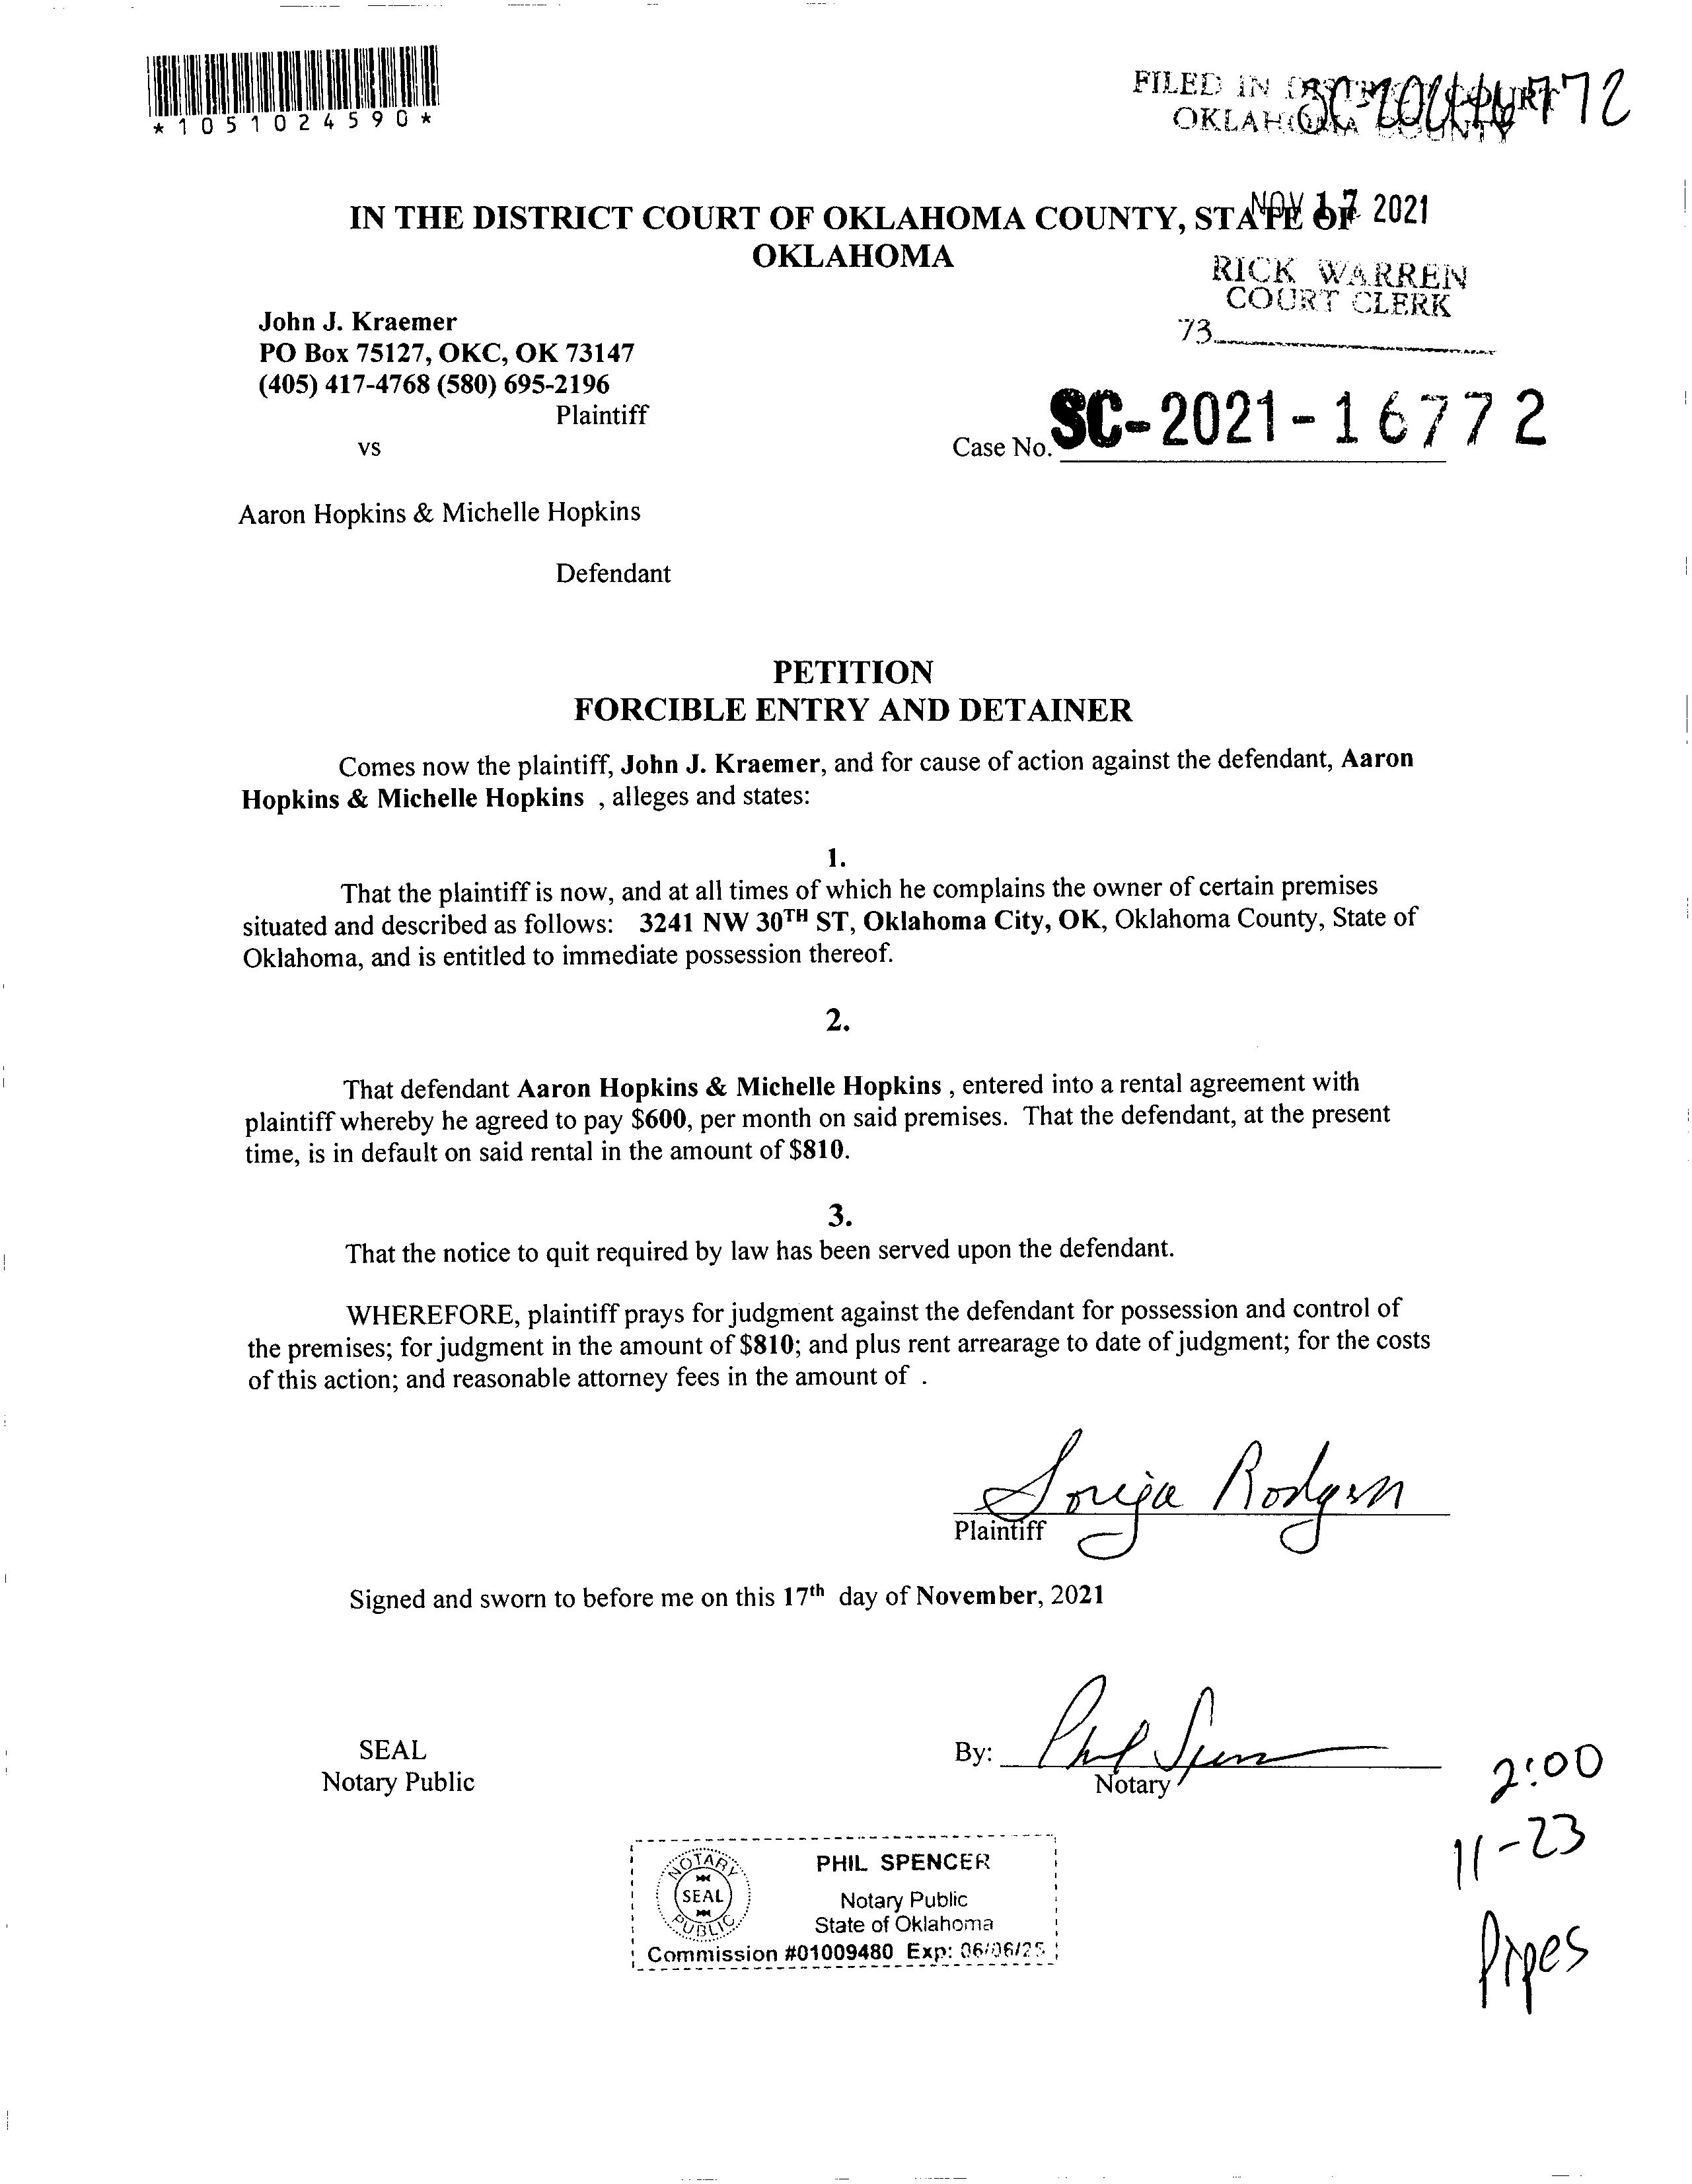 *1051024590*
FILED IN DISTRICT COURT
OKLAHOMA COUNTY
NOV 17 2021
IN THE DISTRICT COURT OF OKLAHOMA COUNTY, STATE OF
OKLAHOMA
RICK WARREN
COURT CLERK
73
John J. Kraemer
PO Box 75127, OKC, OK 73147
(405) 417-4768 (580) 695-2196
Plaintiff
vs
Case No. SC-2021-16772
Aaron Hopkins & Michelle Hopkins
Defendant
PETITION
FORCIBLE ENTRY AND DETAINER
Comes now the plaintiff, John J. Kraemer, and for cause of action against the defendant, Aaron
Hopkins & Michelle Hopkins , alleges and states:
1.
That the plaintiff is now, and at all times of which he complains the owner of certain premises
situated and described as follows: 3241 NW 30TH ST, Oklahoma City, OK, Oklahoma County, State of
Oklahoma, and is entitled to immediate possession thereof.
2.
That defendant Aaron Hopkins & Michelle Hopkins , entered into a rental agreement with
plaintiff whereby he agreed to pay $600, per month on said premises. That the defendant, at the present
time, is in default on said rental in the amount of $810.
3.
That the notice to quit required by law has been served upon the defendant.
WHEREFORE, plaintiff prays for judgment against the defendant for possession and control of
the premises; for judgment in the amount of $810; and plus rent arrearage to date of judgment; for the costs
of this action; and reasonable attorney fees in the amount of .
Plaintiff
Signed and sworn to before me on this 17th day of November, 2021
SEAL
Notary Public
By:
Notary
2:00
11-23
Pipes
NOTARY
SEAL
PUBLIC
PHIL SPENCER
Notary Public
State of Oklahoma
Commission #01009480 Exp: 06/06/25